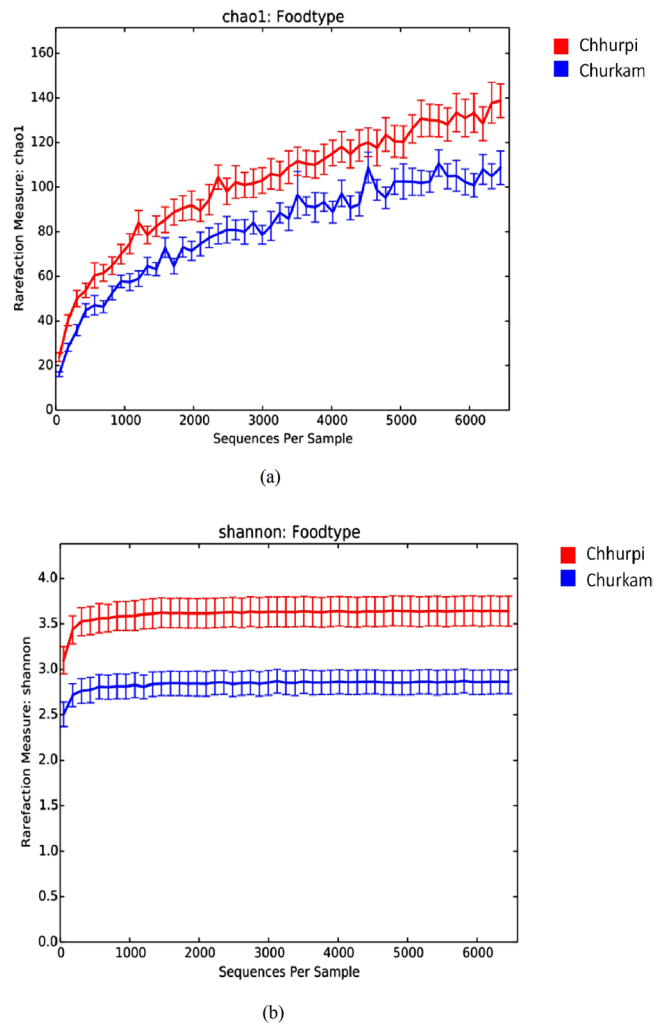 chao1: Foodtype
160
140
120
100
80
60
40
20
0
Rarefaction Measure: chao1
0 1000 2000 3000 4000 5000 6000
Sequences Per Sample
Chhurpi
Churkam
(a)
shannon: Foodtype
4.0
3.5
3.0
2.5
2.0
1.5
1.0
0.5
0.0
Rarefaction Measure: shannon
0 1000 2000 3000 4000 5000 6000
Sequences Per Sample
Chhurpi
Churkam
(b)